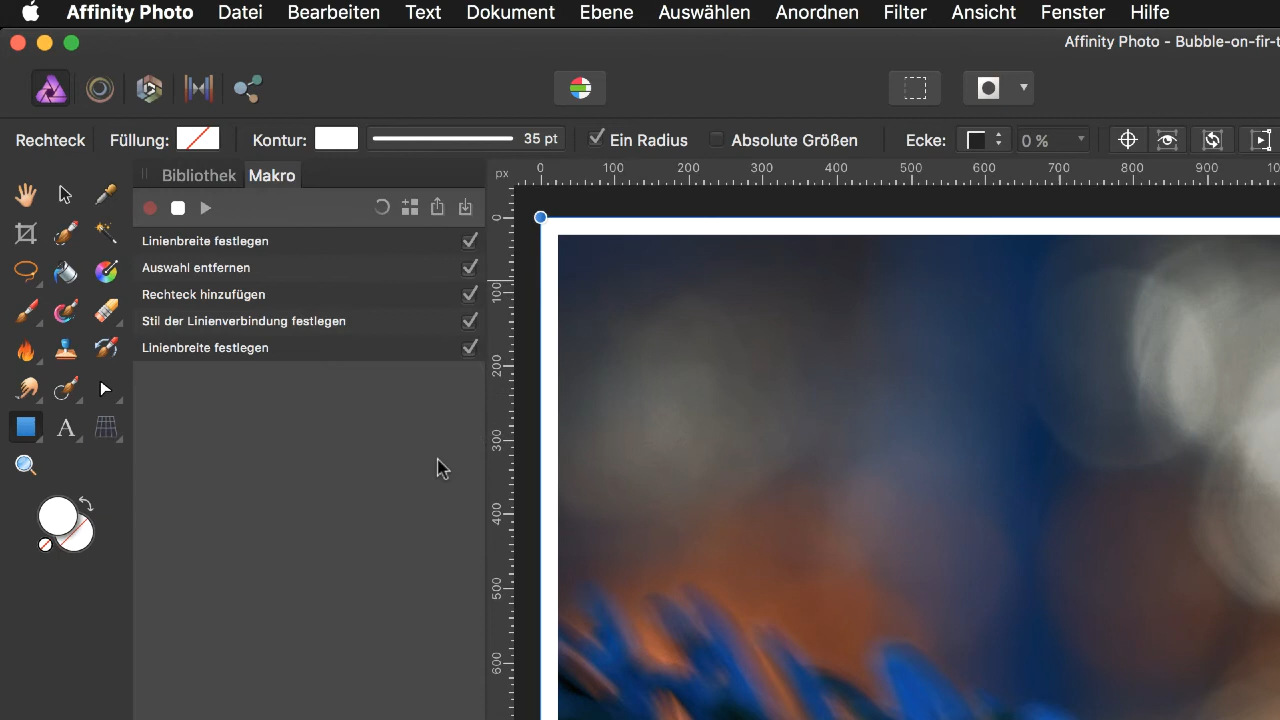 Affinity Photo Datei Bearbeiten Text Dokument Ebene Auswählen Anordnen Filter Ansicht Fenster Hilfe
Affinity Photo - Bubble-on-fir-t
Rechteck Füllung: Kontur: 35 pt Ein Radius Absolute Größen Ecke: 0 %
Bibliothek Makro
px 0 100 200 300 400 500 600 700 800 900 10
Linienbreite festlegen
Auswahl entfernen
Rechteck hinzufügen
Stil der Linienverbindung festlegen
Linienbreite festlegen
0
100
200
300
400
500
600
A